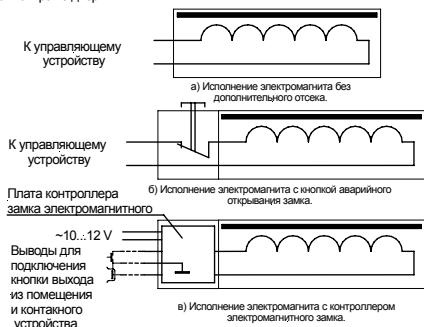 К управляющему
устройству
а) Исполнение электромагнита без
дополнительного отсека.
К управляющему
устройству
б) Исполнение электромагнита с кнопкой аварийного
открывания замка.
Плата контроллера
замка электромагнитного
~10...12 V
Выводы для
подключения
кнопки выхода
из помещения
и контакного
устройства
в) Исполнение электромагнита с контроллером
электромагнитного замка.